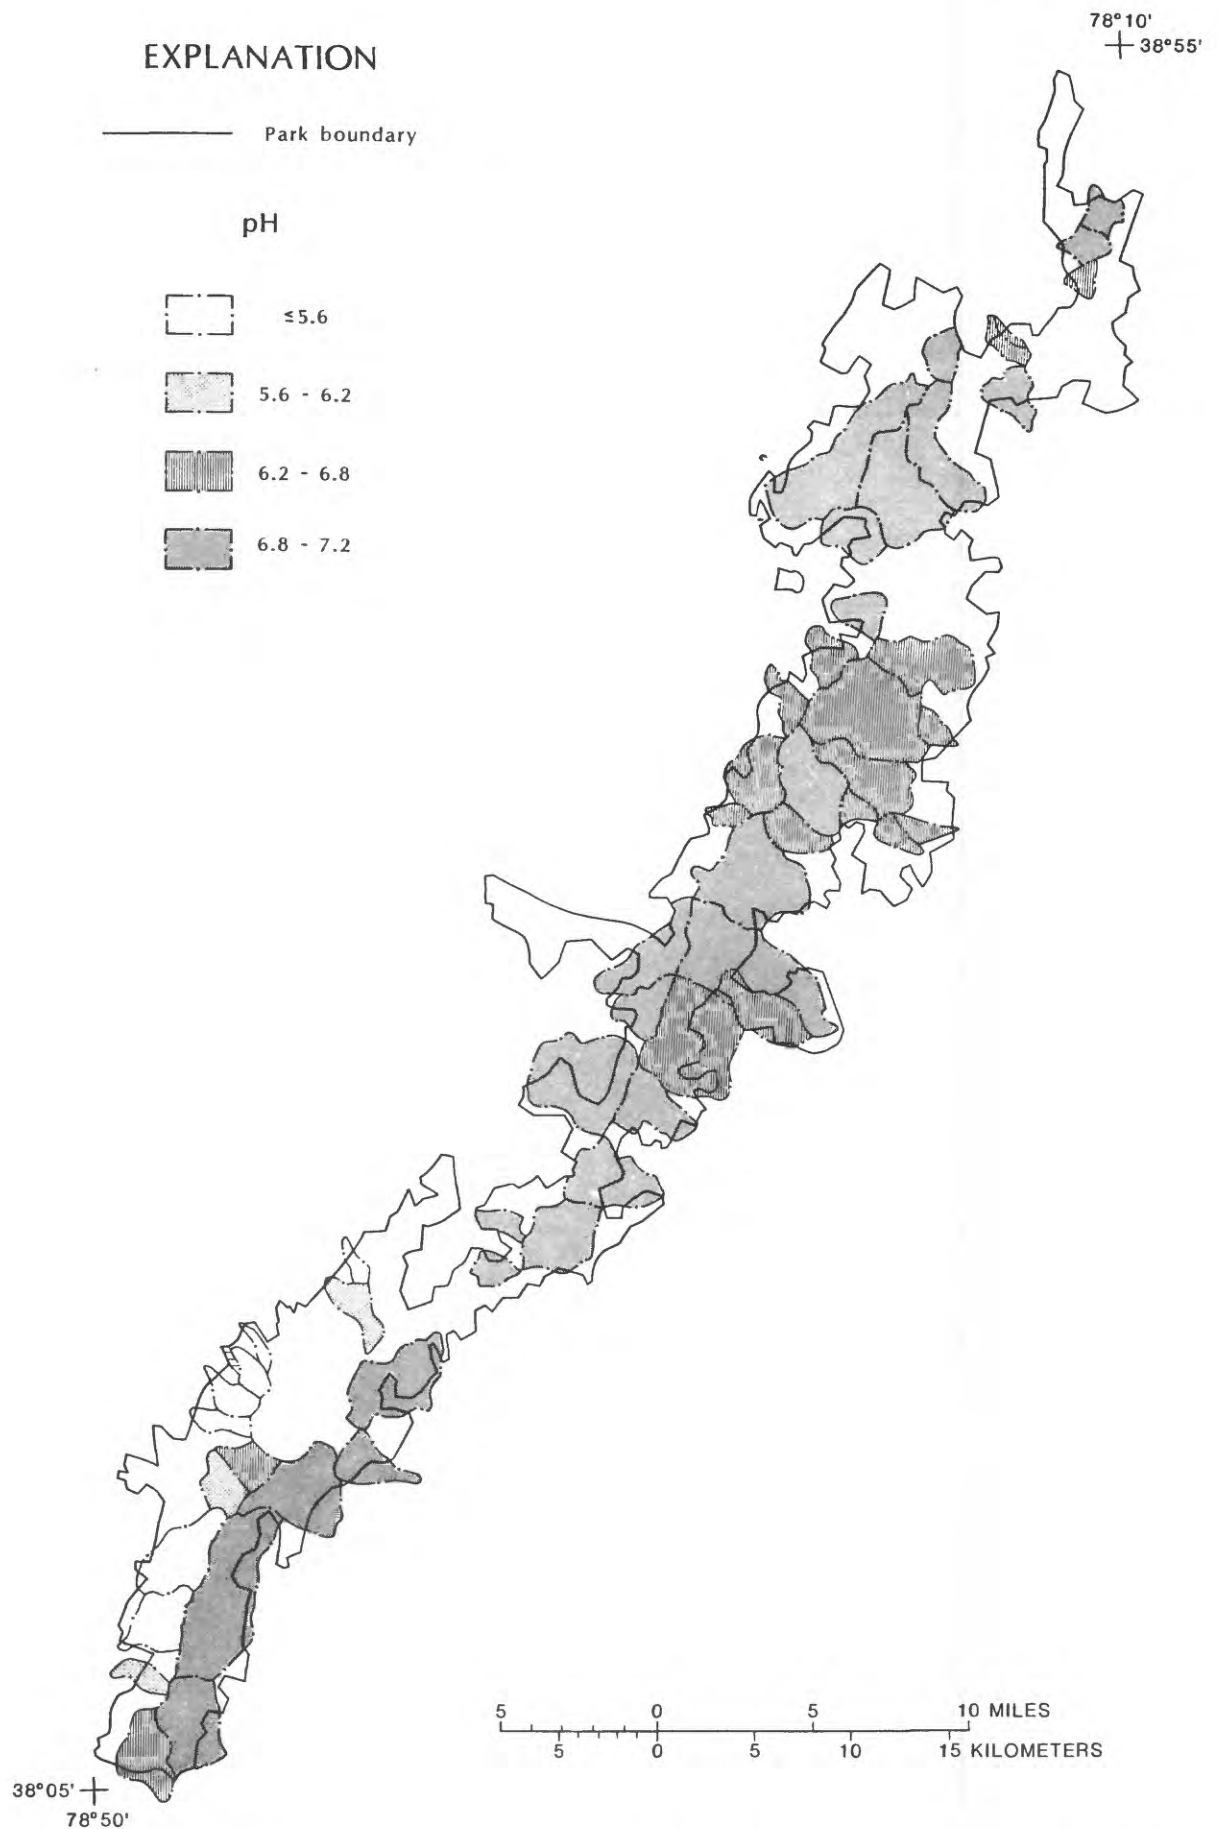 78°10'
38°55'
EXPLANATION
Park boundary
pH
≤5.6
5.6 - 6.2
6.2 - 6.8
6.8 - 7.2
5 0 5 10 MILES
5 0 5 10 15 KILOMETERS
38°05'
78°50'